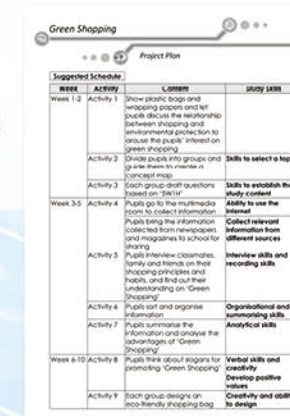 Green Shopping
Project Plan
Suggested Schedule
Week Activity Content Study Skills
Week 1-2 Activity 1 Show plastic bags and
wrapping papers and let
pupils discuss the relationship
between shopping and
environmental protection to
arouse the pupils' interest on
green shopping
Activity 2 Divide pupils into groups and Skills to select a top
guide them to create a
concept map
Activity 3 Each group draft questions Skills to establish the
based on "5W1H" study content
Week 3-5 Activity 4 Pupils go to the multimedia Ability to use the
room to collect information Internet
Pupils bring the information Collect relevant
collected from newspapers information from
and magazines to school for different sources
sharing
Activity 5 Pupils interview classmates, Interview skills and
family and friends on their recording skills
shopping principles and
habits, and find out their
understanding on 'Green
Shopping'
Activity 6 Pupils sort and organise Organisational and
information summarising skills
Activity 7 Pupils summarise the Analytical skills
information and analyse the
advantages of 'Green
Shopping'
Week 6-10 Activity 8 Pupils think about slogans for Verbal skills and
promoting 'Green Shopping' creativity
Develop positive
values
Activity 9 Each group designs an Creativity and abilit
eco-friendly shopping bag to design